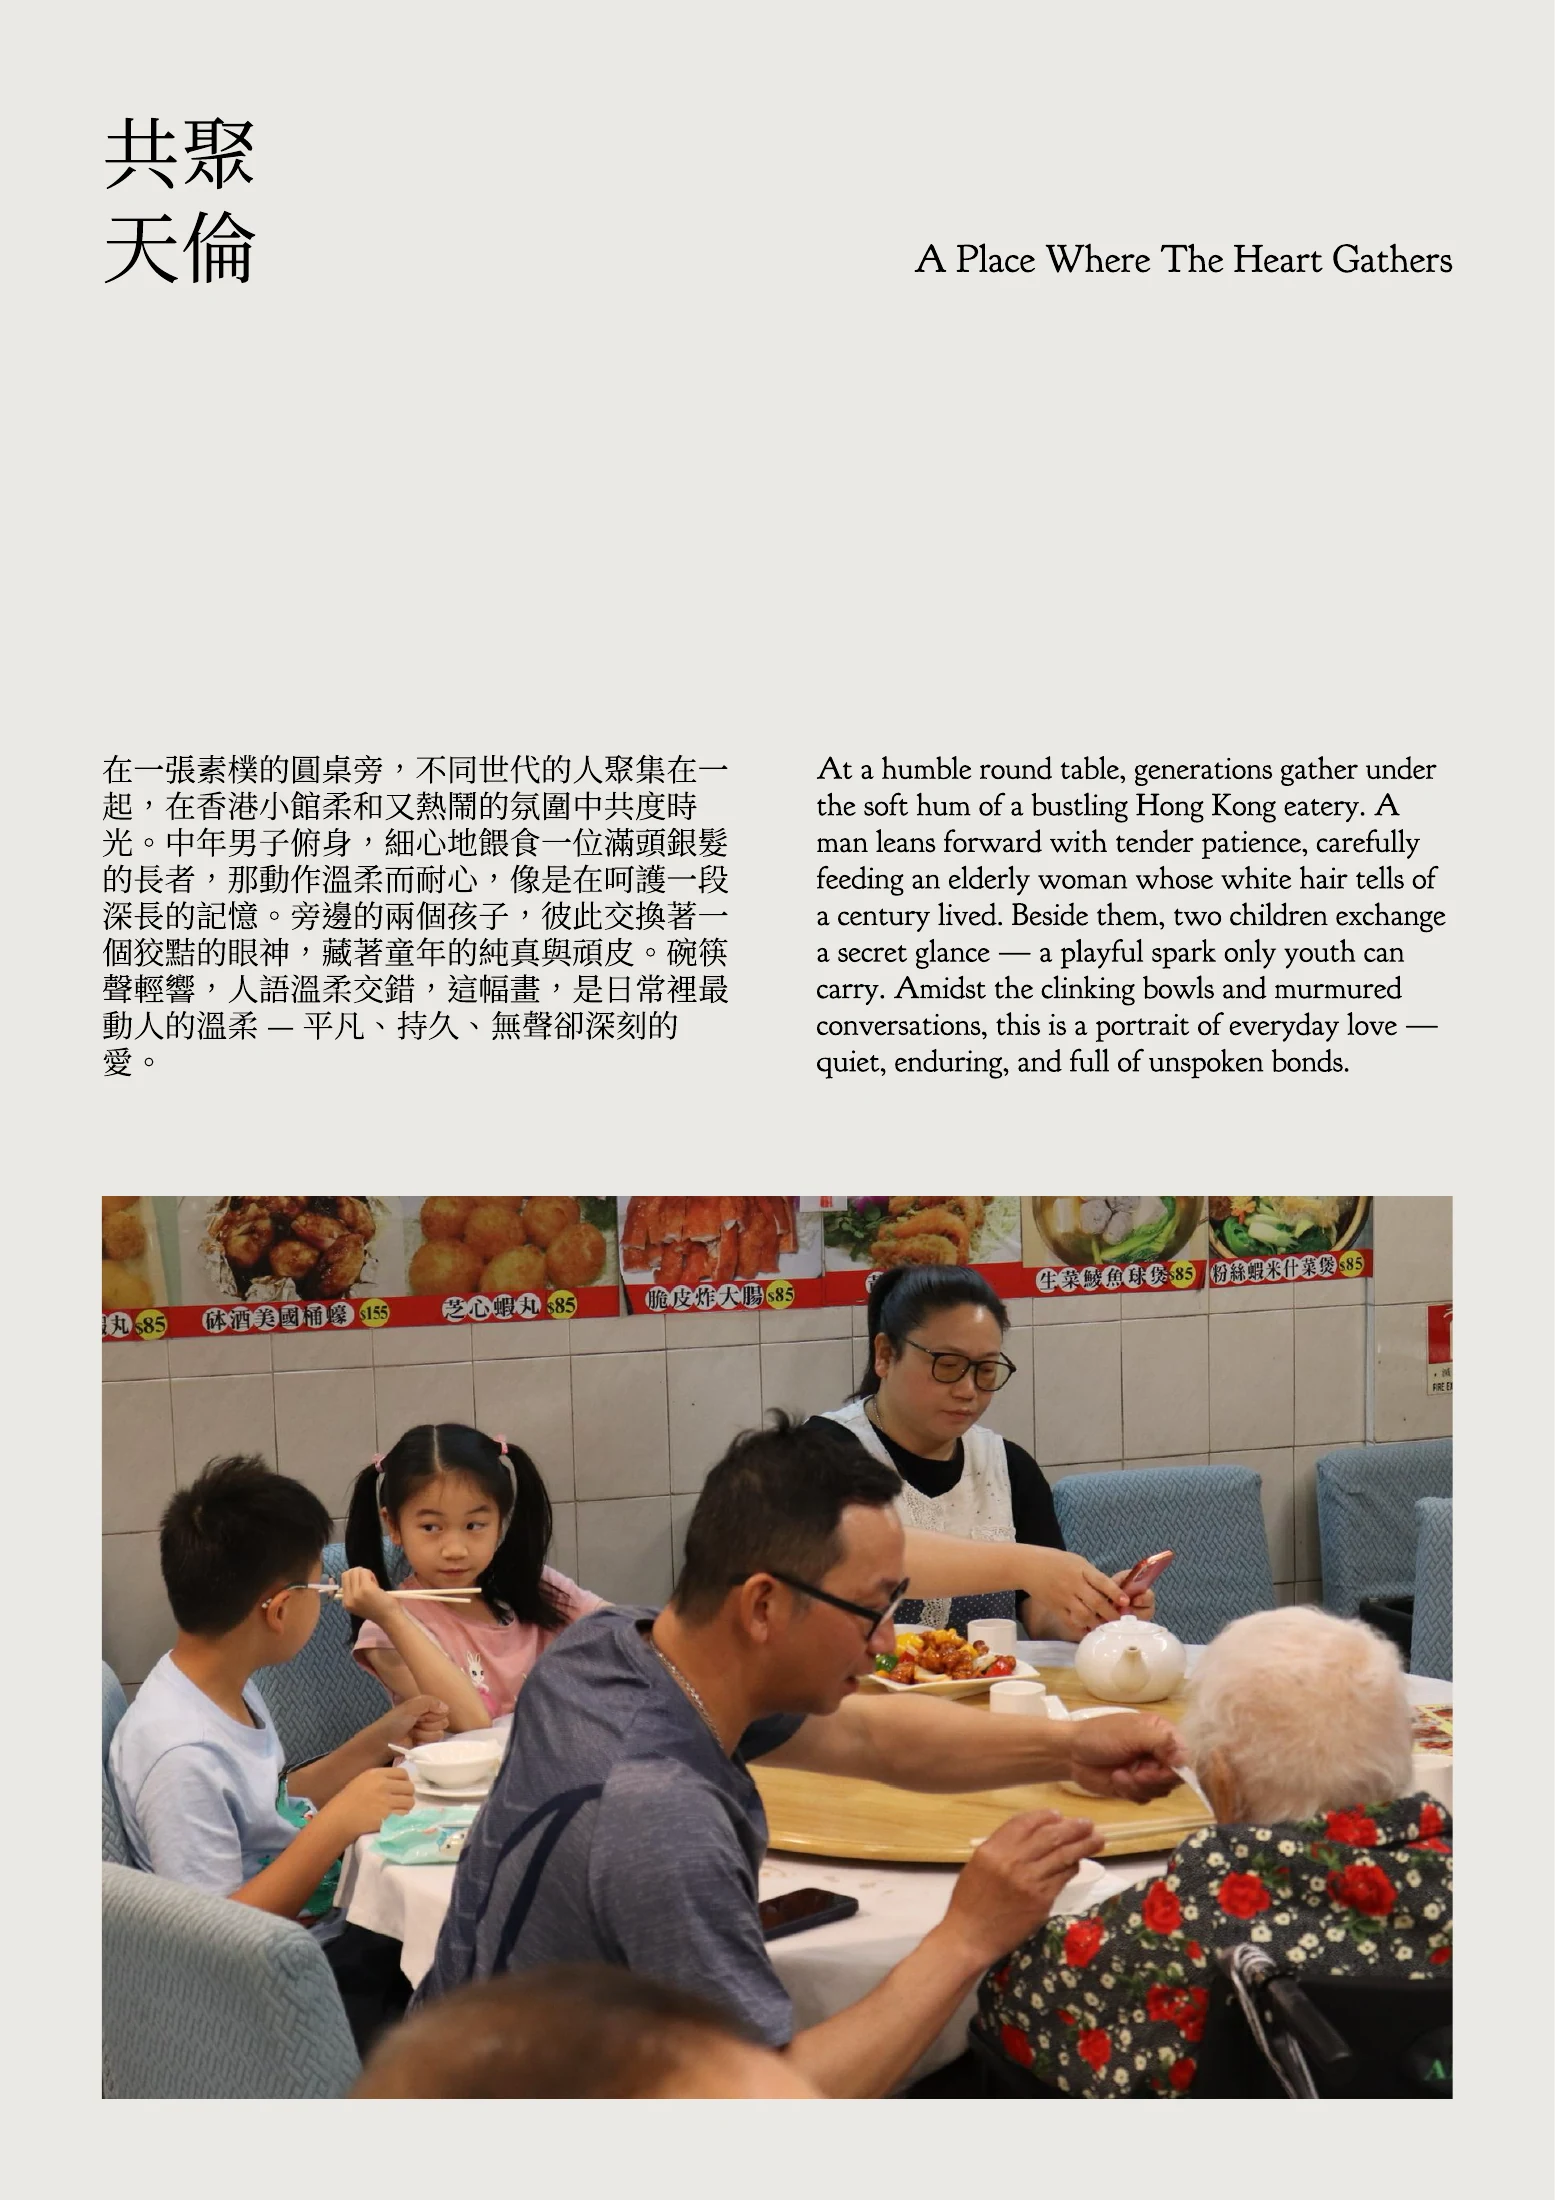 共聚
天倫
A Place Where The Heart Gathers
在一張素樸的圓桌旁，不同世代的人聚集在一
起，在香港小館柔和又熱鬧的氛圍中共度時
光。中年男子俯身，細心地餵食一位滿頭銀髮
的長者，那動作溫柔而耐心，像是在呵護一段
深長的記憶。旁邊的兩個孩子，彼此交換著一
個狡黠的眼神，藏著童年的純真與頑皮。碗筷
聲輕響，人語溫柔交錯，這幅畫，是日常裡最
動人的溫柔 — 平凡、持久、無聲卻深刻的
愛。
At a humble round table, generations gather under
the soft hum of a bustling Hong Kong eatery. A
man leans forward with tender patience, carefully
feeding an elderly woman whose white hair tells of
a century lived. Beside them, two children exchange
a secret glance — a playful spark only youth can
carry. Amidst the clinking bowls and murmured
conversations, this is a portrait of everyday love —
quiet, enduring, and full of unspoken bonds.
丸 $85
砵酒美國桶蠔 $155
芝心蝦丸 $85
脆皮炸大腸 $85
生菜鯪魚球煲 $85
粉絲蝦米什菜煲 $85